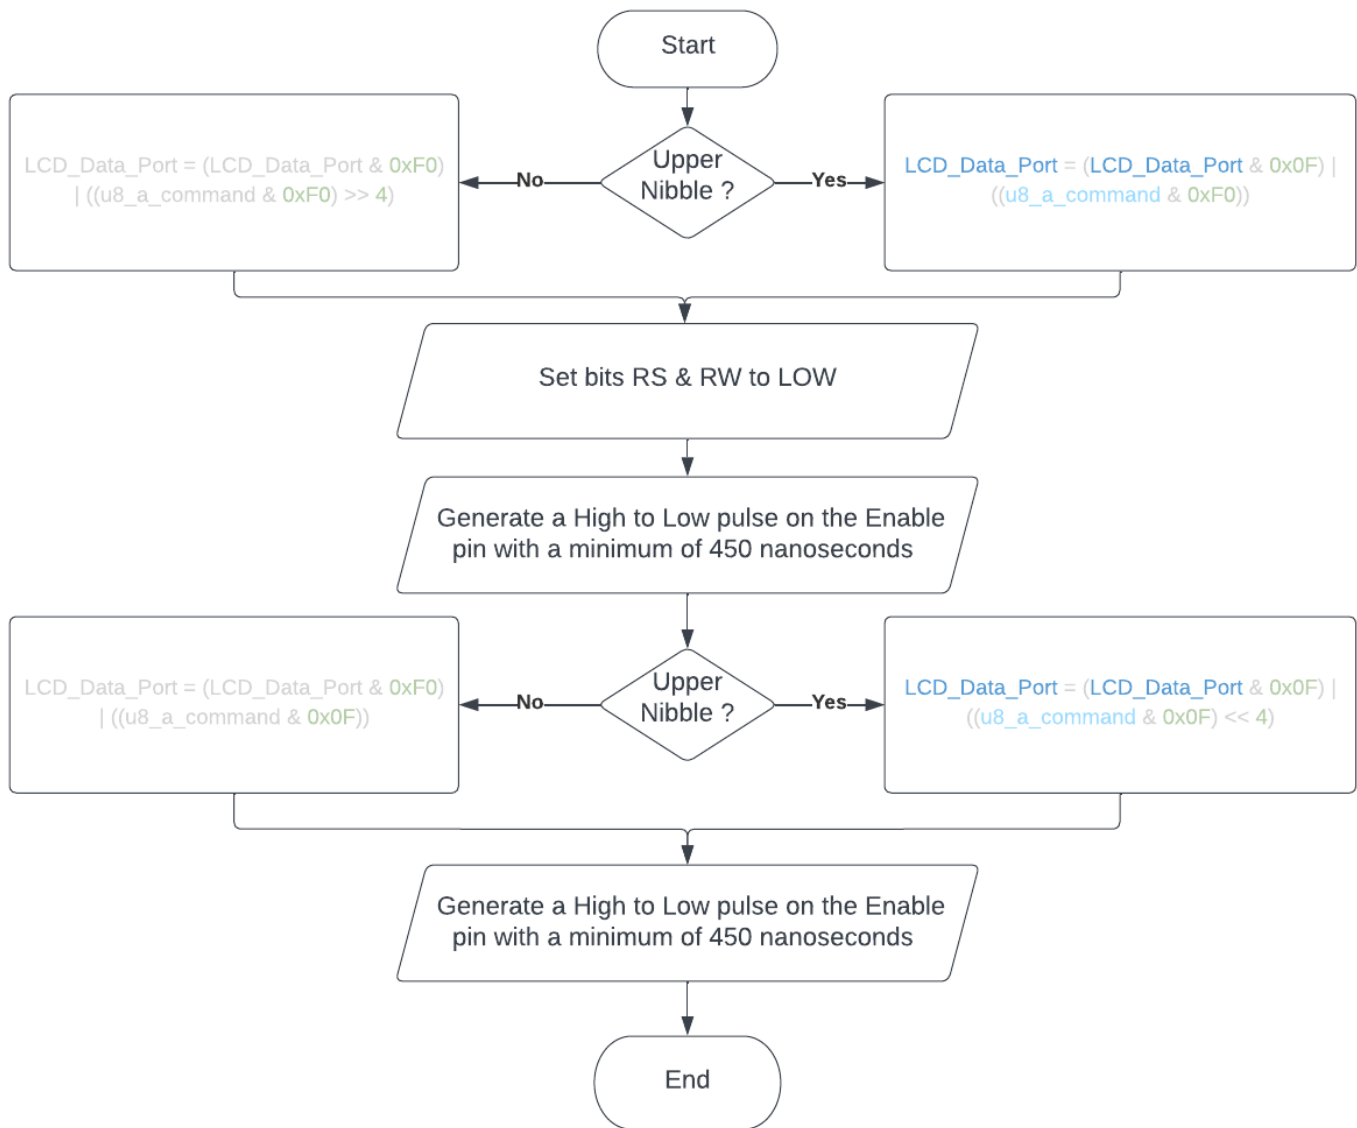 Start
Upper
Nibble ?
No
Yes
LCD_Data_Port = (LCD_Data_Port & 0xF0)
| ((u8_a_command & 0xF0) >> 4)
LCD_Data_Port = (LCD_Data_Port & 0x0F) |
((u8_a_command & 0xF0))
Set bits RS & RW to LOW
Generate a High to Low pulse on the Enable
pin with a minimum of 450 nanoseconds
Upper
Nibble ?
No
Yes
LCD_Data_Port = (LCD_Data_Port & 0xF0)
| ((u8_a_command & 0x0F))
LCD_Data_Port = (LCD_Data_Port & 0x0F) |
((u8_a_command & 0x0F) << 4)
Generate a High to Low pulse on the Enable
pin with a minimum of 450 nanoseconds
End